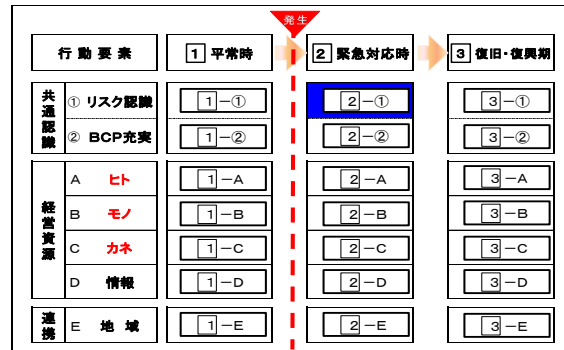 発生
行動要素 1 平常時 2 緊急対応時 3 復旧・復興期
共通認識
① リスク認識 1-① 2-① 3-①
② BCP充実 1-② 2-② 3-②
経営資源
A ヒト 1-A 2-A 3-A
B モノ 1-B 2-B 3-B
C カネ 1-C 2-C 3-C
D 情報 1-D 2-D 3-D
連携
E 地域 1-E 2-E 3-E